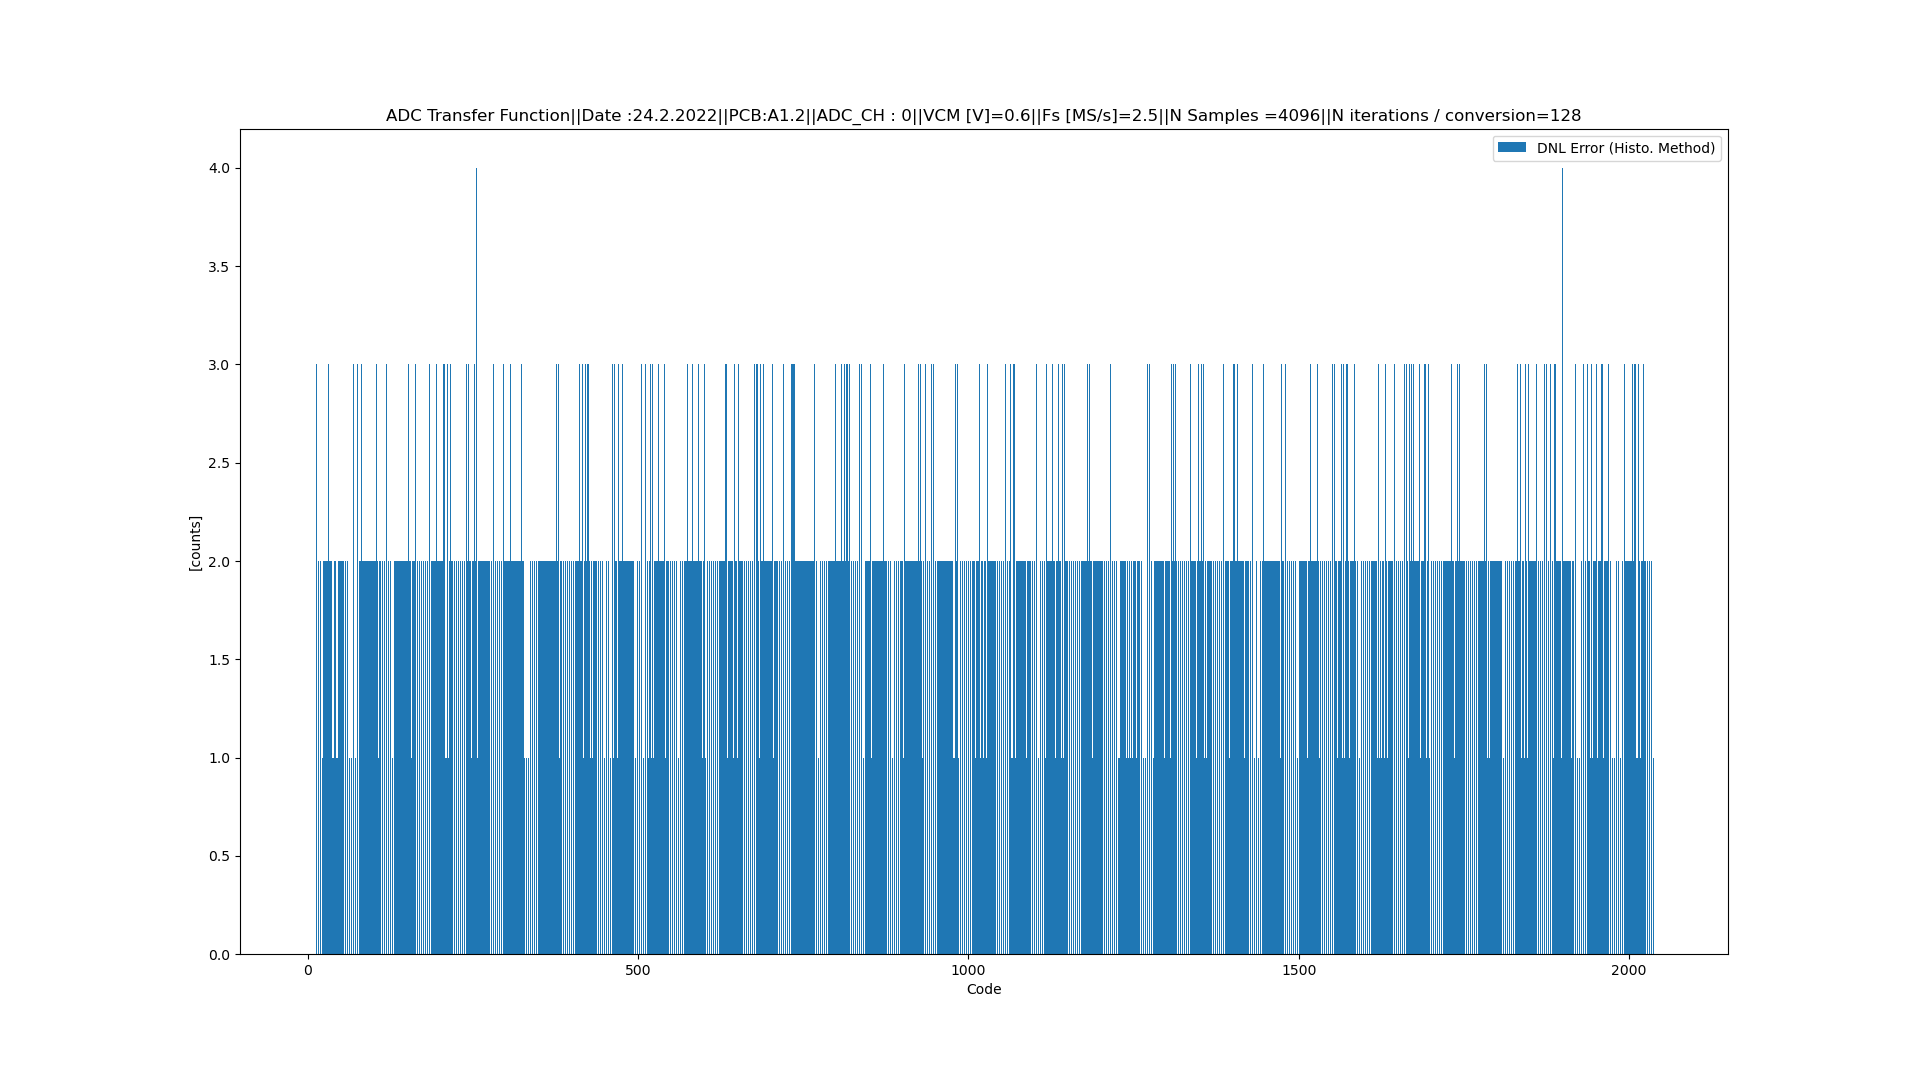 ADC Transfer Function||Date :24.2.2022||PCB:A1.2||ADC_CH : 0||VCM [V]=0.6||Fs [MS/s]=2.5||N Samples =4096||N iterations / conversion=128
DNL Error (Histo. Method)
4.0
3.5
3.0
2.5
2.0
1.5
1.0
0.5
0.0
[counts]
0 500 1000 1500 2000
Code